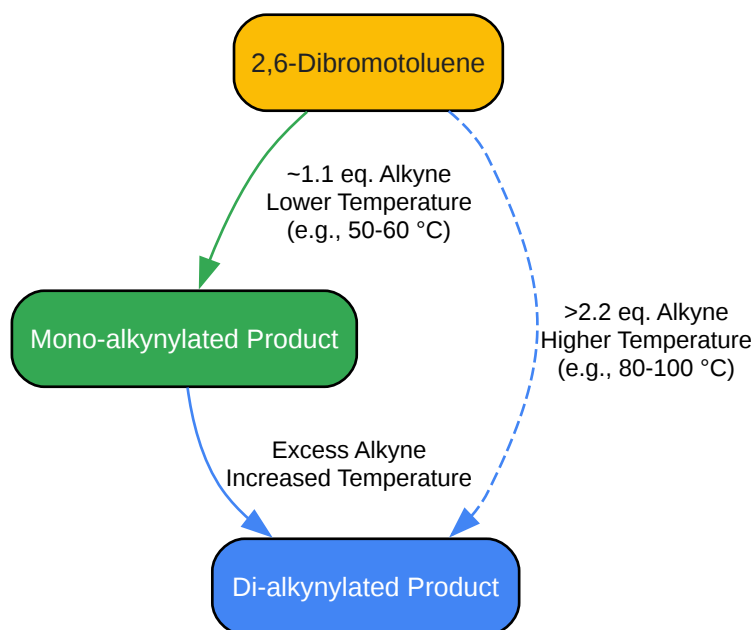 2,6-Dibromotoluene
~1.1 eq. Alkyne
Lower Temperature
(e.g., 50-60 °C)
>2.2 eq. Alkyne
Higher Temperature
(e.g., 80-100 °C)
Mono-alkynylated Product
Excess Alkyne
Increased Temperature
Di-alkynylated Product